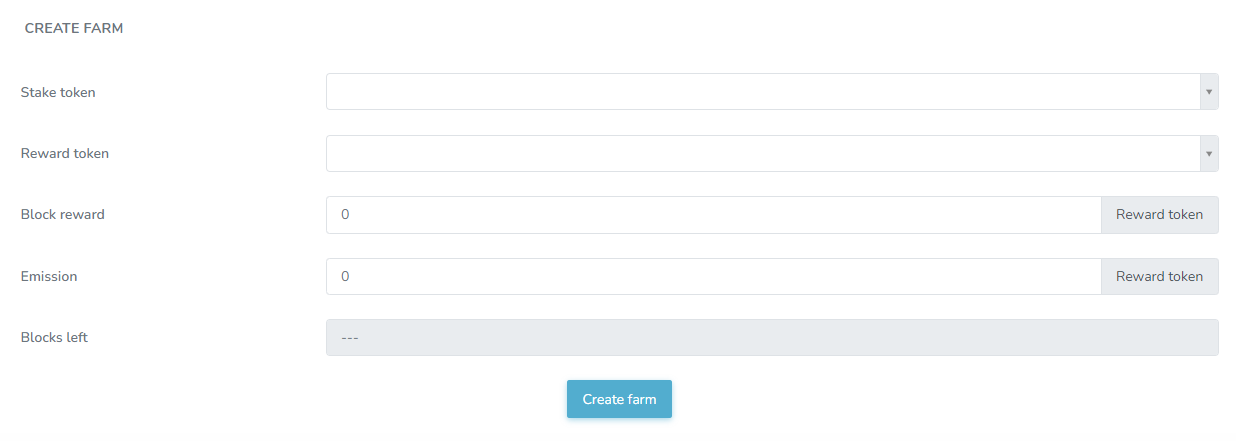 CREATE FARM
Stake token
Reward token
Block reward 0 Reward token
Emission 0 Reward token
Blocks left ---
Create farm